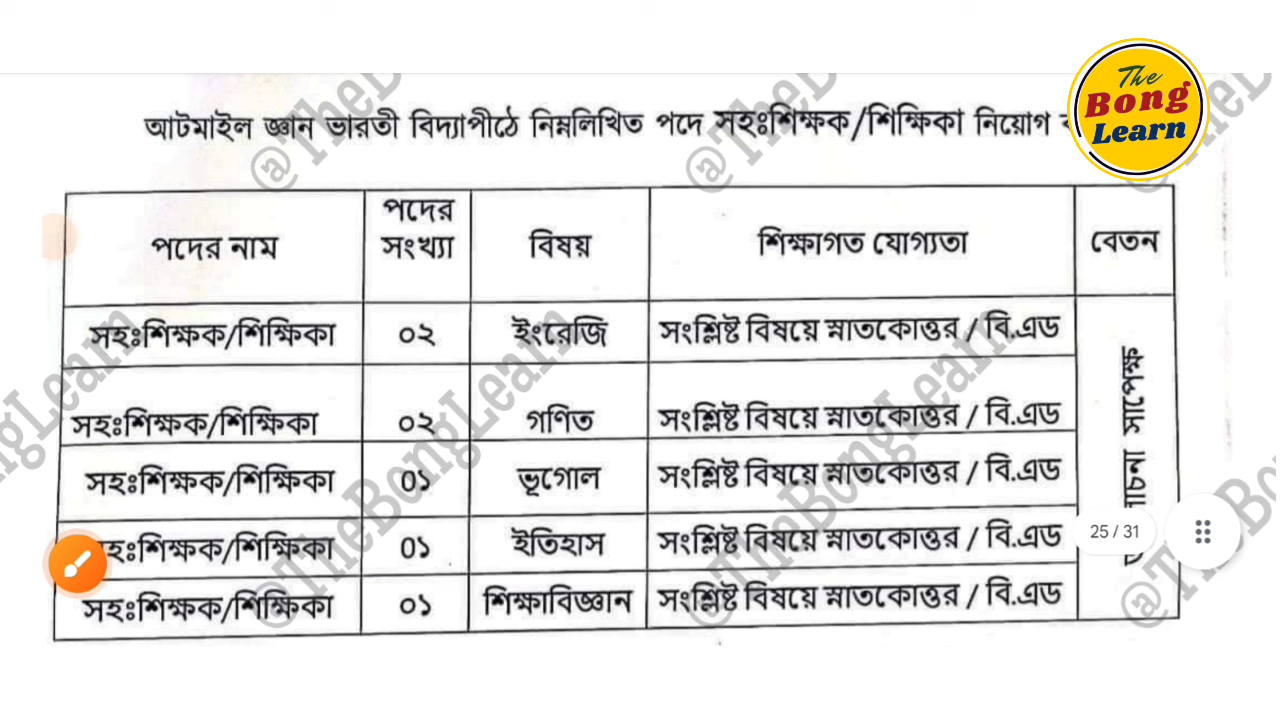 The
Bong
Learn
আটমাইল জ্ঞান ভারতী বিদ্যাপীঠে নিম্নলিখিত পদে সহঃশিক্ষক/শিক্ষিকা নিয়োগ
পদের নাম পদের সংখ্যা বিষয় শিক্ষাগত যোগ্যতা বেতন
সহঃশিক্ষক/শিক্ষিকা ০২ ইংরেজি সংশ্লিষ্ট বিষয়ে স্নাতকোত্তর / বি.এড
সহঃশিক্ষক/শিক্ষিকা ০২ গণিত সংশ্লিষ্ট বিষয়ে স্নাতকোত্তর / বি.এড
সহঃশিক্ষক/শিক্ষিকা ০১ ভূগোল সংশ্লিষ্ট বিষয়ে স্নাতকোত্তর / বি.এড
সহঃশিক্ষক/শিক্ষিকা ০১ ইতিহাস সংশ্লিষ্ট বিষয়ে স্নাতকোত্তর / বি.এড
সহঃশিক্ষক/শিক্ষিকা ০১ শিক্ষাবিজ্ঞান সংশ্লিষ্ট বিষয়ে স্নাতকোত্তর / বি.এড
সাপেক্ষ
25 / 31
@TheBongLearn